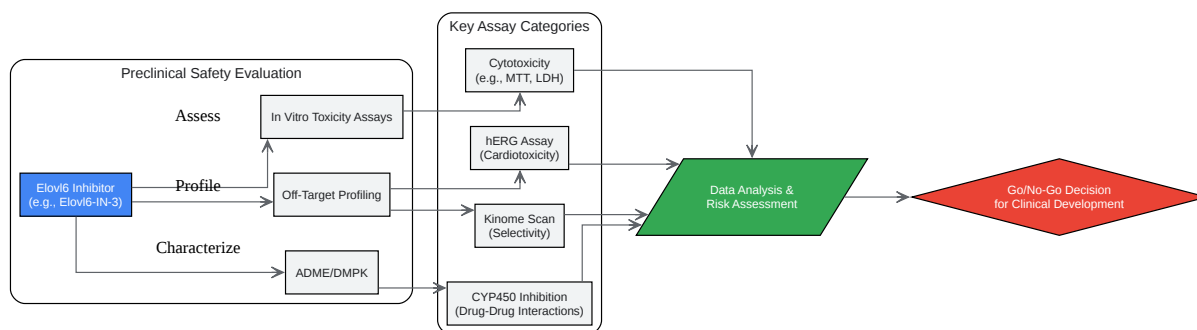 Key Assay Categories
Preclinical Safety Evaluation
Cytotoxicity
(e.g., MTT, LDH)
Assess
In Vitro Toxicity Assays
hERG Assay
(Cardiotoxicity)
Elovl6 Inhibitor
(e.g., Elovl6-IN-3)
Profile
Off-Target Profiling
Data Analysis &
Risk Assessment
Go/No-Go Decision
for Clinical Development
Kinome Scan
(Selectivity)
Characterize
ADME/DMPK
CYP450 Inhibition
(Drug-Drug Interactions)